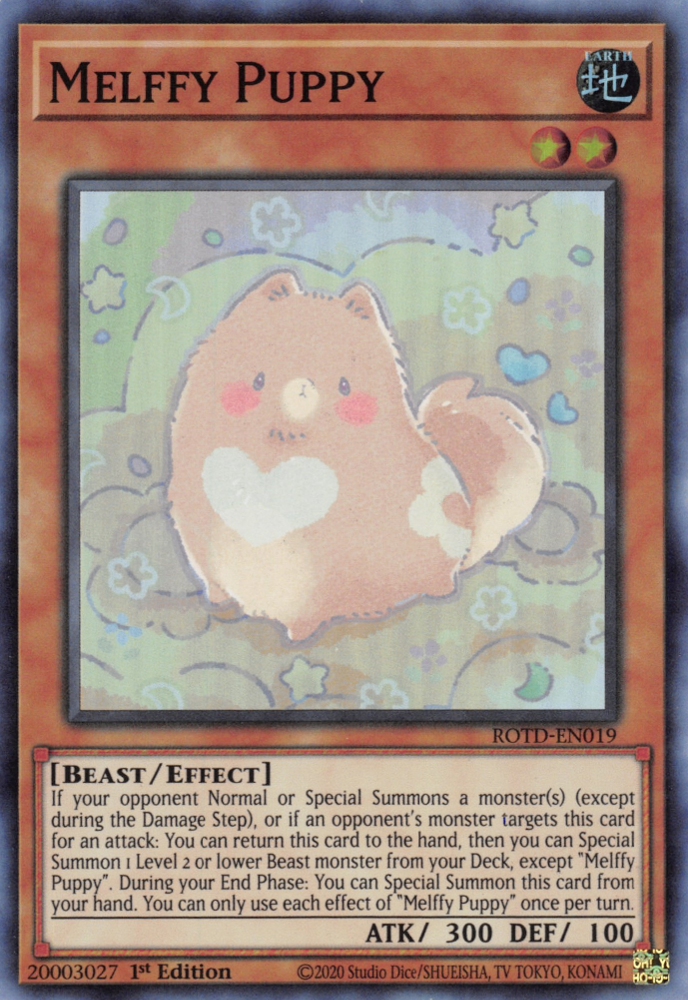 MELFFY PUPPY
EARTH
地
ROTD-EN019
[BEAST/EFFECT]
If your opponent Normal or Special Summons a monster(s) (except
during the Damage Step), or if an opponent's monster targets this card
for an attack: You can return this card to the hand, then you can Special
Summon 1 Level 2 or lower Beast monster from your Deck, except "Melffy
Puppy". During your End Phase: You can Special Summon this card from
your hand. You can only use each effect of "Melffy Puppy" once per turn.
ATK/ 300 DEF/ 100
20003027 1st Edition ©2020 Studio Dice/SHUEISHA, TV TOKYO, KONAMI